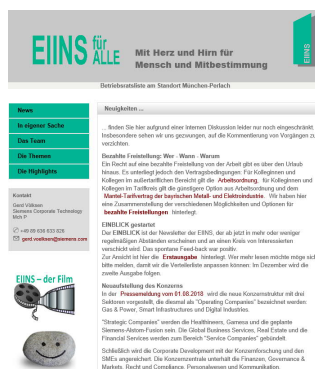 EIINS für ALLE
Mit Herz und Hirn für
Mensch und Mitbestimmung
EIINS
Betriebsratsliste am Standort München-Perlach
News
In eigener Sache
Das Team
Die Themen
Die Highlights
Kontakt
Gerd Völksen
Siemens Corporate Technology
Mch P
+49 89 636 633 828
gerd.voelksen@siemens.com
EIINS – der Film
Neuigkeiten ...
... finden Sie hier aufgrund einer internen Diskussion leider nur noch eingeschränkt.
Insbesondere sehen wir uns gezwungen, auf die Kommentierung von Vorgängen zu
verzichten.
Bezahlte Freistellung: Wer - Wann - Warum
Ein Recht auf eine bezahlte Freistellung von der Arbeit gibt es über den Urlaub
hinaus. Es unterliegt jedoch den Vertragsbedingungen: Für Kolleginnen und
Kollegen im außertariflichen Bereich gilt die Arbeitsordnung, für Kolleginnen und
Kollegen im Tarifkreis gilt die günstigere Option aus Arbeitsordnung und dem
Mantel-Tarifvertrag der bayrischen Metall- und Elektroindustrie. Wir haben hier
eine Zusammenstellung der verschiedenen Möglichkeiten und Optionen für
bezahlte Freistellungen hinterlegt.
EINBLICK gestartet
Der EINBLICK ist der Newsletter der EIINS, der ab jetzt in mehr oder weniger
regelmäßigen Abständen erscheinen und an einen Kreis von Interessierten
verschickt wird. Das spontane Feed-back war positiv.
Zur Ansicht ist hier die Erstausgabe hinterlegt. Wer mehr lesen möchte möge sich
bitte melden, damit wir die Verteilerliste anpassen können: Im Dezember wird die
zweite Ausgabe folgen.
Neuaufstellung des Konzerns
In der Pressemeldung vom 01.08.2018 wird die neue Konzernstruktur mit drei
Sektoren vorgestellt, die diesmal als "Operating Companies" bezeichnet werden:
Gas & Power, Smart Infrastructures und Digital Industries.
"Strategic Companies" werden die Healthineers, Gamesa und die geplante
Siemens-Alstom-Fusion sein. Die Global Business Services, Real Estate und die
Financial Services werden zum Bereich "Service Companies" gebündelt.
Schließlich wird die Corporate Development mit der Konzernforschung und den
SMEs angereichert. Die Konzernzentrale unterhält die Finanzen, Governance &
Markets, Recht und Compliance, Personalwesen und Kommunikation.